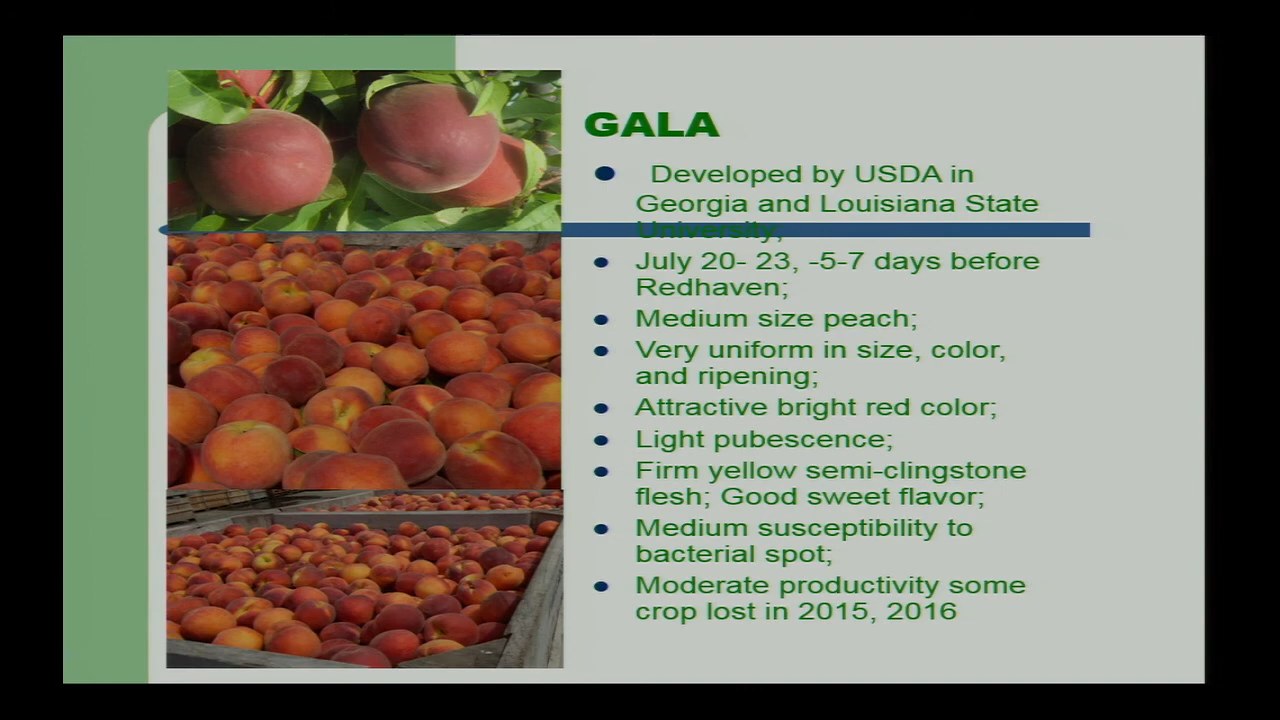 GALA
Developed by USDA in
Georgia and Louisiana State
University;
July 20- 23, -5-7 days before
Redhaven;
Medium size peach;
Very uniform in size, color,
and ripening;
Attractive bright red color;
Light pubescence;
Firm yellow semi-clingstone
flesh; Good sweet flavor;
Medium susceptibility to
bacterial spot;
Moderate productivity some
crop lost in 2015, 2016